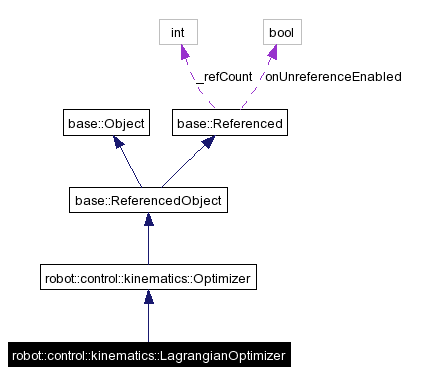 int bool
_refCount onUnreferenceEnabled
base::Object base::Referenced
base::ReferencedObject
robot::control::kinematics::Optimizer
robot::control::kinematics::LagrangianOptimizer